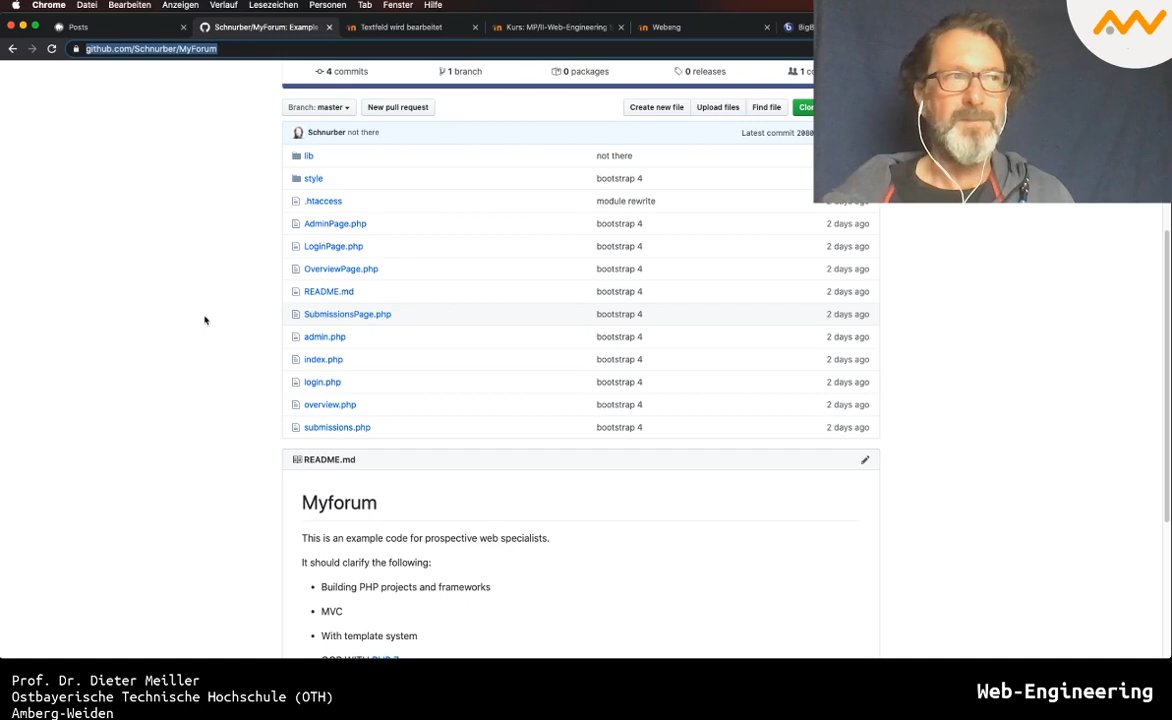 Chrome Datei Bearbeiten Anzeigen Verlauf Lesezeichen Personen Tab Fenster Hilfe
Posts Schnurber/MyForum: Example Textfeld wird bearbeitet Kurs: MP/II-Web-Engineering Webeng
github.com/Schnurber/MyForum
4 commits 1 branch 0 packages 0 releases
Branch: master New pull request Create new file Upload files Find file
Schnurber not there Latest commit
lib not there
style bootstrap 4
.htaccess module rewrite
AdminPage.php bootstrap 4 2 days ago
LoginPage.php bootstrap 4 2 days ago
OverviewPage.php bootstrap 4 2 days ago
README.md bootstrap 4 2 days ago
SubmissionsPage.php bootstrap 4 2 days ago
admin.php bootstrap 4 2 days ago
index.php bootstrap 4 2 days ago
login.php bootstrap 4 2 days ago
overview.php bootstrap 4 2 days ago
submissions.php bootstrap 4 2 days ago
README.md
Myforum
This is an example code for prospective web specialists.
It should clarify the following:
• Building PHP projects and frameworks
• MVC
• With template system
Prof. Dr. Dieter Meiller
Ostbayerische Technische Hochschule (OTH)
Amberg-Weiden
Web-Engineering